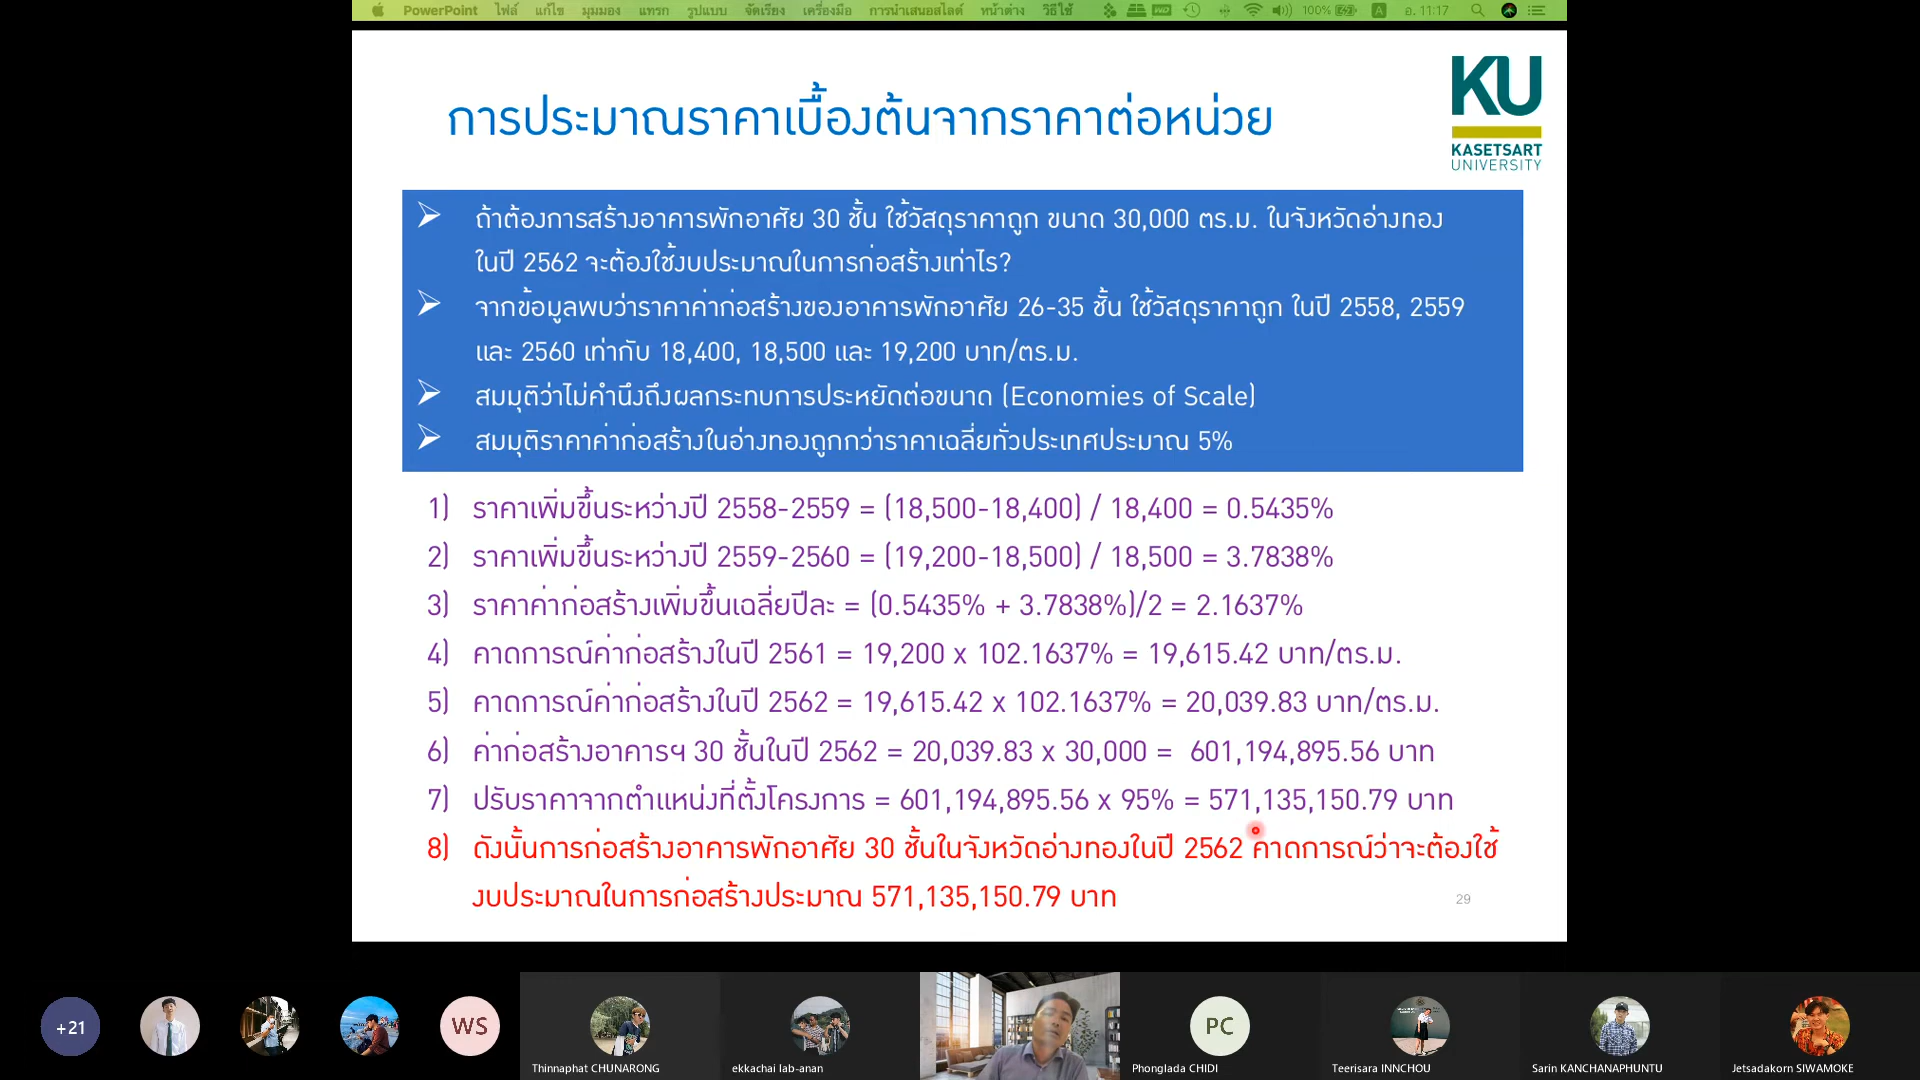 PowerPoint ไฟล์ แก้ไข มุมมอง แทรก รูปแบบ จัดเรียง เครื่องมือ การนำเสนอสไลด์ หน้าต่าง วิธีใช้ 100% A อ. 11:17
การประมาณราคาเบื้องต้นจากราคาต่อหน่วย
KU
KASETSART
UNIVERSITY
ถ้าต้องการสร้างอาคารพักอาศัย 30 ชั้น ใช้วัสดุราคาถูก ขนาด 30,000 ตร.ม. ในจังหวัดอ่างทอง
ในปี 2562 จะต้องใช้งบประมาณในการก่อสร้างเท่าไร?
จากข้อมูลพบว่าราคาค่าก่อสร้างของอาคารพักอาศัย 26-35 ชั้น ใช้วัสดุราคาถูก ในปี 2558, 2559
และ 2560 เท่ากับ 18,400, 18,500 และ 19,200 บาท/ตร.ม.
สมมุติว่าไม่คำนึงถึงผลกระทบการประหยัดต่อขนาด (Economies of Scale)
สมมุติราคาค่าก่อสร้างในอ่างทองถูกกว่าราคาเฉลี่ยทั่วประเทศประมาณ 5%
1) ราคาเพิ่มขึ้นระหว่างปี 2558-2559 = (18,500-18,400) / 18,400 = 0.5435%
2) ราคาเพิ่มขึ้นระหว่างปี 2559-2560 = (19,200-18,500) / 18,500 = 3.7838%
3) ราคาค่าก่อสร้างเพิ่มขึ้นเฉลี่ยปีละ = (0.5435% + 3.7838%)/2 = 2.1637%
4) คาดการณ์ค่าก่อสร้างในปี 2561 = 19,200 x 102.1637% = 19,615.42 บาท/ตร.ม.
5) คาดการณ์ค่าก่อสร้างในปี 2562 = 19,615.42 x 102.1637% = 20,039.83 บาท/ตร.ม.
6) ค่าก่อสร้างอาคารฯ 30 ชั้นในปี 2562 = 20,039.83 x 30,000 = 601,194,895.56 บาท
7) ปรับราคาจากตำแหน่งที่ตั้งโครงการ = 601,194,895.56 x 95% = 571,135,150.79 บาท
8) ดังนั้นการก่อสร้างอาคารพักอาศัย 30 ชั้นในจังหวัดอ่างทองในปี 2562 คาดการณ์ว่าจะต้องใช้
งบประมาณในการก่อสร้างประมาณ 571,135,150.79 บาท
29
+21 WS PC
Thinnaphat CHUNARONG ekkachai lab-anan Phonglada CHIDI Teerisara INNCHOU Sarin KANCHANAPHUNTU Jetsadakorn SIWAMOKE